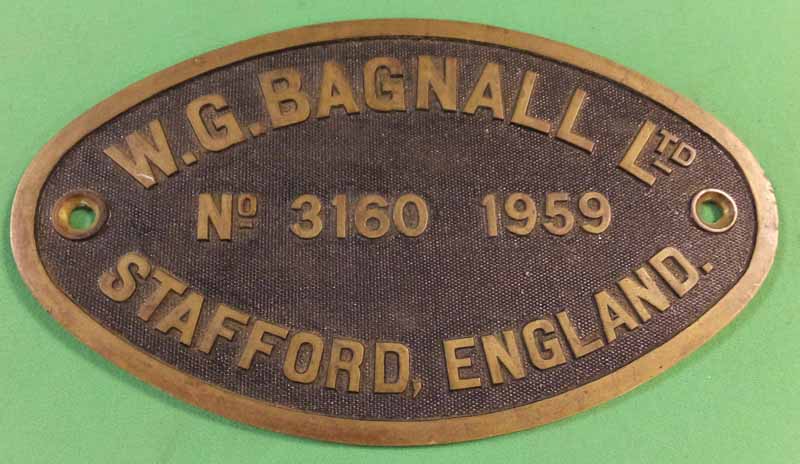 W.G.BAGNALL LTD
Nº 3160 1959
STAFFORD, ENGLAND.